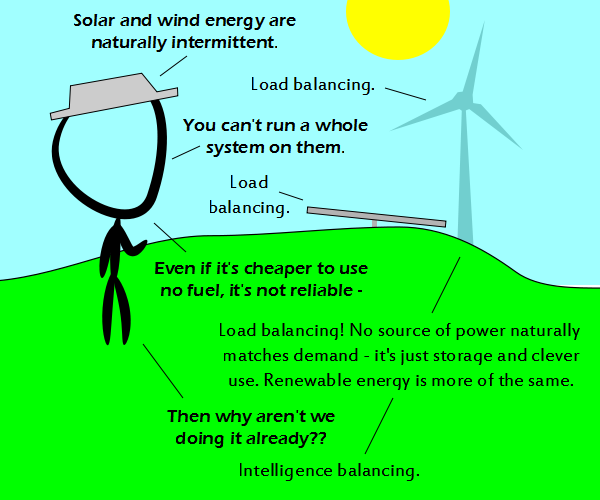 Solar and wind energy are
naturally intermittent.
Load balancing.
You can't run a whole
system on them.
Load
balancing.
Even if it's cheaper to use
no fuel, it's not reliable -
Load balancing! No source of power naturally
matches demand - it's just storage and clever
use. Renewable energy is more of the same.
Then why aren't we
doing it already??
Intelligence balancing.